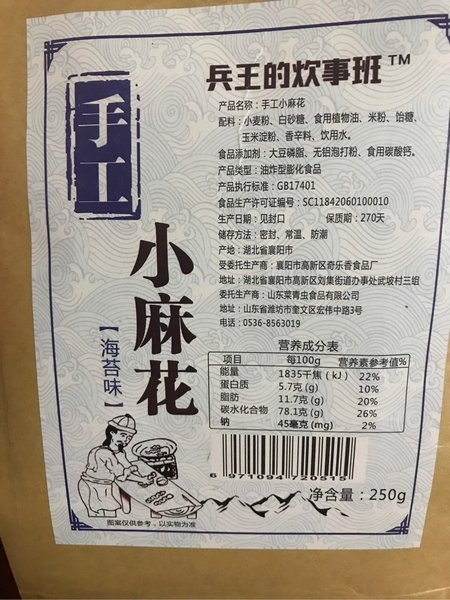 兵王的炊事班™
手工
小麻花
【海苔味】
产品名称：手工小麻花
配料：小麦粉、白砂糖、食用植物油、米粉、饴糖、
玉米淀粉、香辛料、饮用水。
食品添加剂：大豆磷脂、无铝泡打粉、食用碳酸钙。
产品类型：油炸型膨化食品
产品执行标准：GB17401
食品生产许可证编号：SC11842060100010
生产日期：见封口 保质期：270天
储存方法：密封、常温、防潮
产地：湖北省襄阳市
受委托生产商：襄阳市高新区奇乐香食品厂
地址：湖北省襄阳市高新区刘集街道办事处武坡村三组
委托生产商：山东菜青虫食品有限公司
地址：山东省潍坊市奎文区宏伟中路3号
电话：0536-8563019
营养成分表
项目 每100g 营养素参考值%
能量 1835千焦（kJ） 22%
蛋白质 5.7克(g) 10%
脂肪 11.7克(g) 20%
碳水化合物 78.1克(g) 26%
钠 45毫克(mg) 2%
6 971094 720515
净含量：250g
图案仅供参考，以实物为准